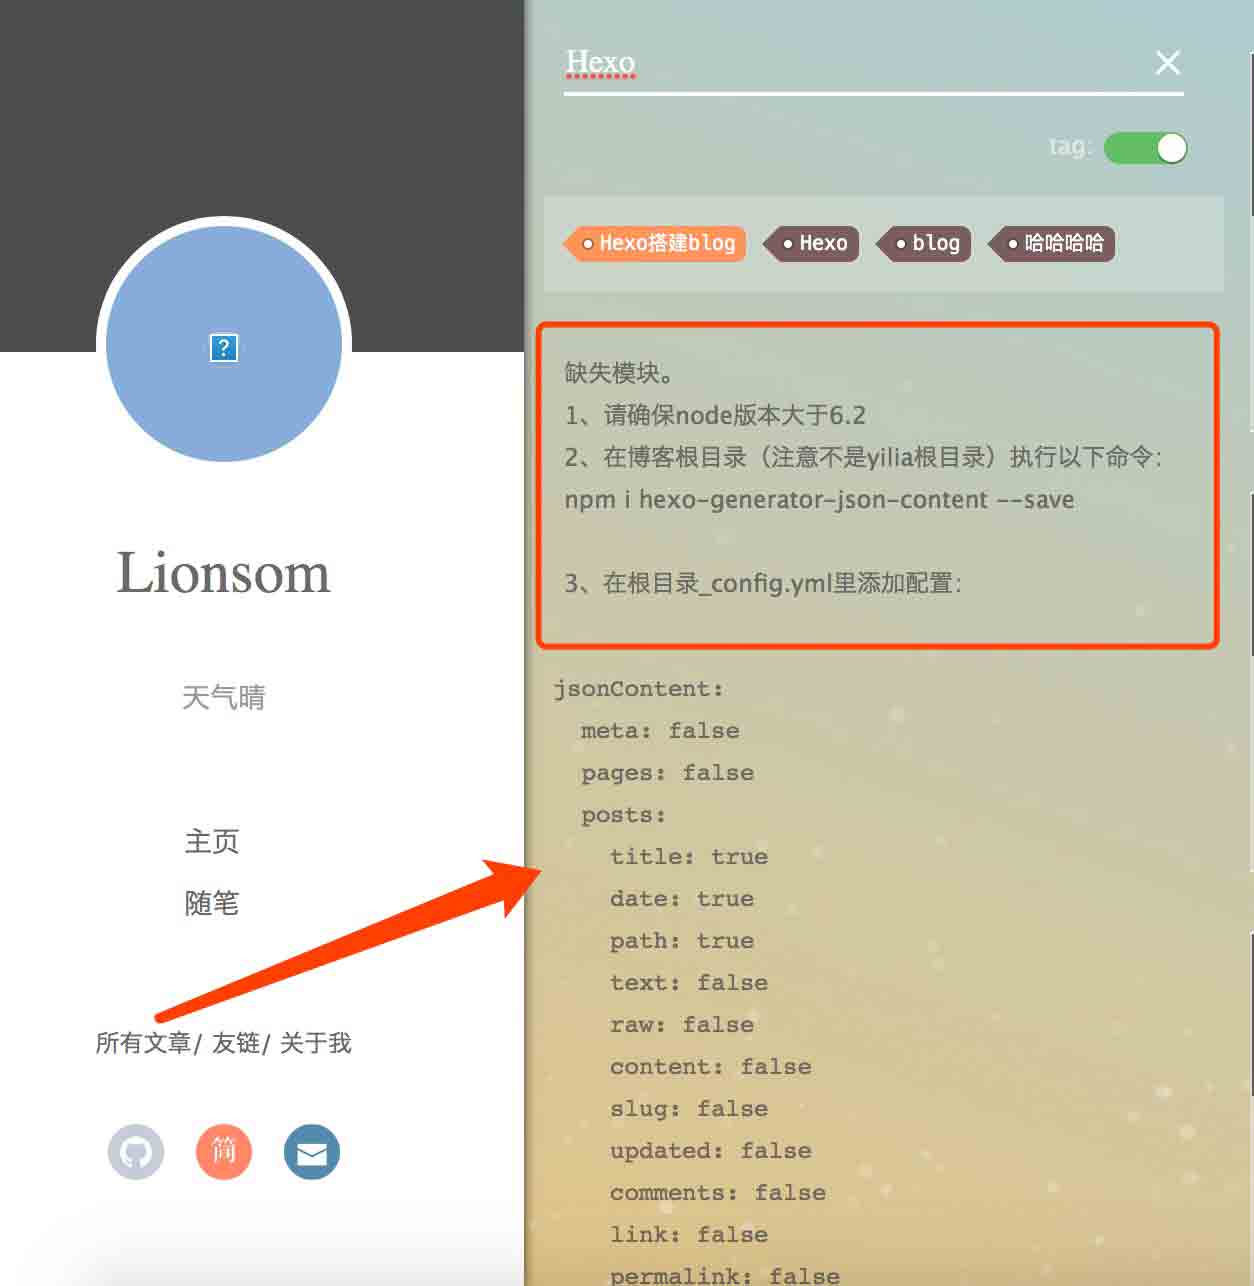 Hexo
tag:
Hexo搭建blog
Hexo
blog
哈哈哈哈
缺失模块。
1、请确保node版本大于6.2
2、在博客根目录（注意不是yilia根目录）执行以下命令：
npm i hexo-generator-json-content --save
3、在根目录_config.yml里添加配置：
jsonContent:
meta: false
pages: false
posts:
title: true
date: true
path: true
text: false
raw: false
content: false
slug: false
updated: false
comments: false
link: false
permalink: false
?
Lionsom
天气晴
主页
随笔
所有文章/ 友链/ 关于我
简